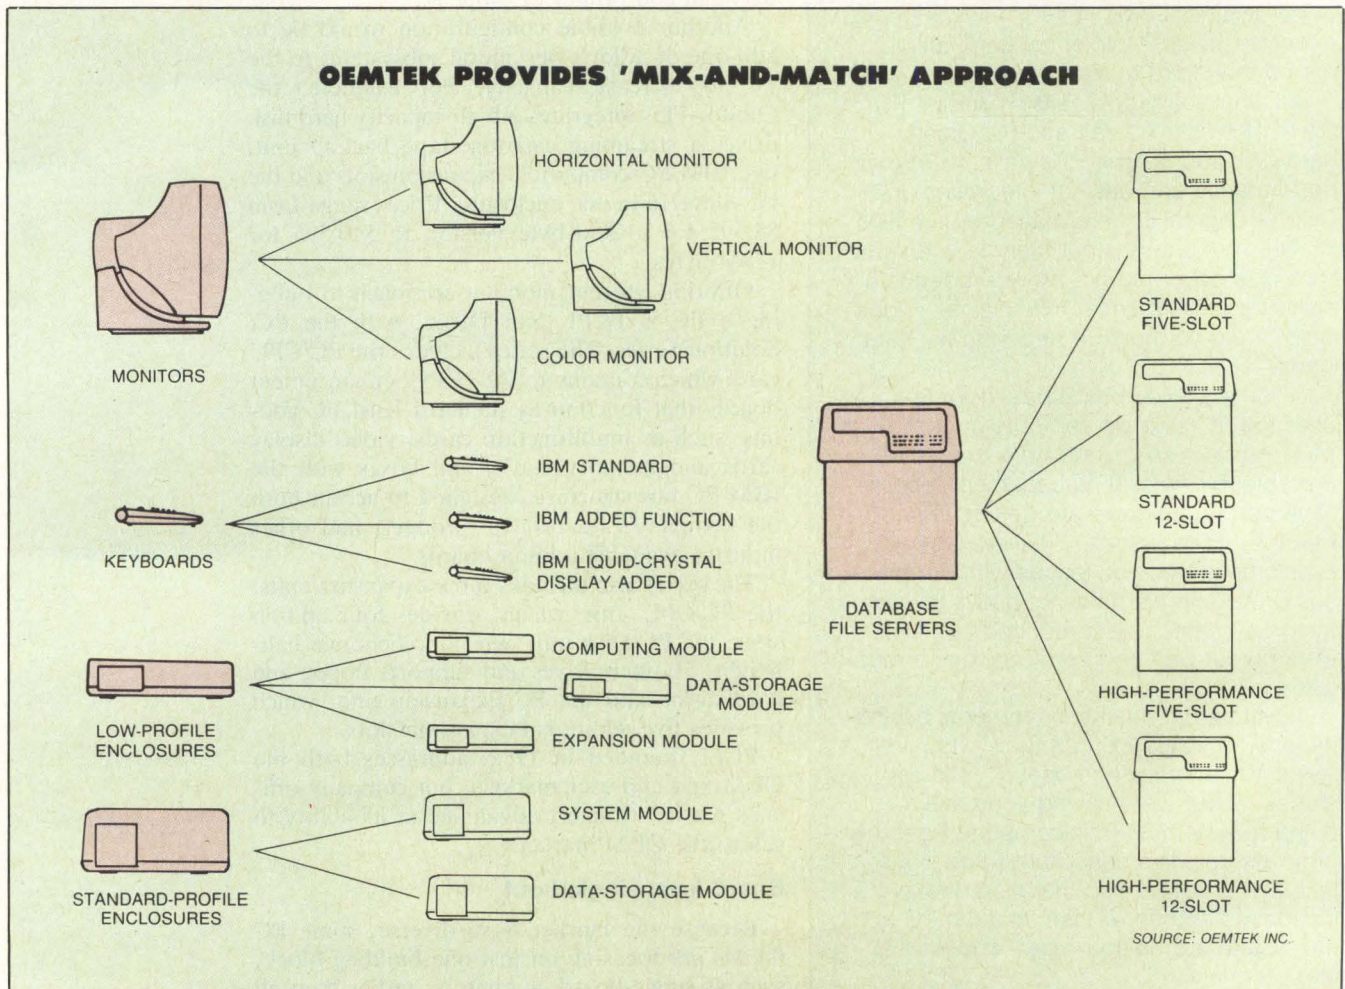 OEMTEK PROVIDES 'MIX-AND-MATCH' APPROACH
MONITORS
HORIZONTAL MONITOR
VERTICAL MONITOR
COLOR MONITOR
KEYBOARDS
IBM STANDARD
IBM ADDED FUNCTION
IBM LIQUID-CRYSTAL
DISPLAY ADDED
LOW-PROFILE
ENCLOSURES
COMPUTING MODULE
DATA-STORAGE
MODULE
EXPANSION MODULE
STANDARD-PROFILE
ENCLOSURES
SYSTEM MODULE
DATA-STORAGE MODULE
DATABASE
FILE SERVERS
STANDARD
FIVE-SLOT
STANDARD
12-SLOT
HIGH-PERFORMANCE
FIVE-SLOT
HIGH-PERFORMANCE
12-SLOT
SOURCE: OEMTEK INC.